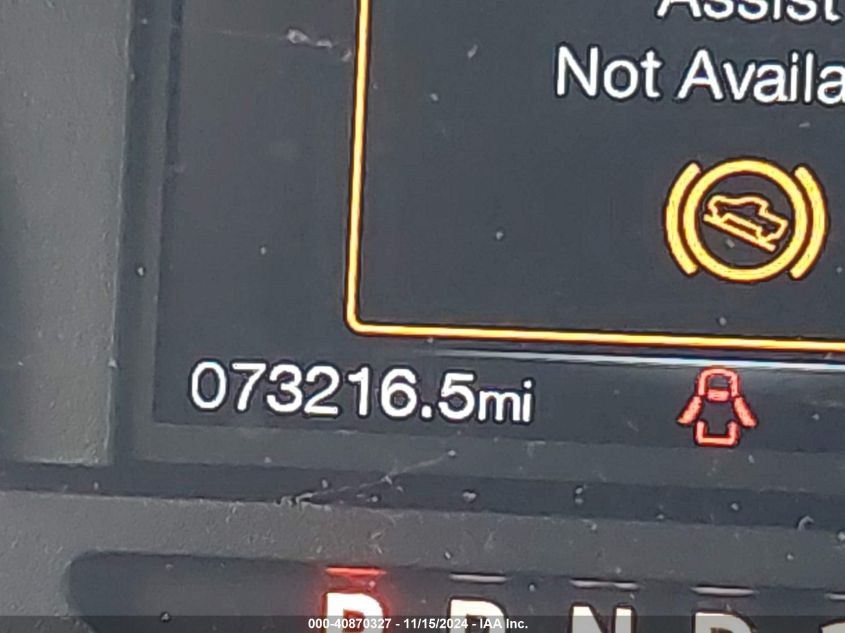 Assist
Not Availa
073216.5mi
P R N D
000-40870327 - 11/15/2024 - IAA Inc.